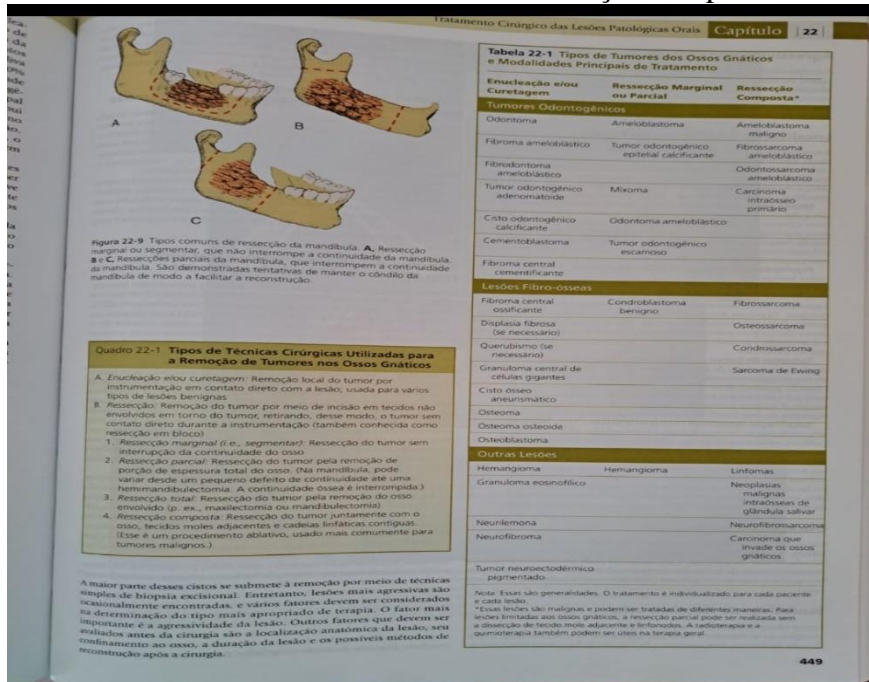 Tratamento Cirúrgico das Lesões Patológicas Orais Capítulo 22
A
B
C
Figura 22-9 Tipos comuns de ressecção da mandíbula. A, Ressecção
marginal ou segmentar, que não interrompe a continuidade da mandíbula.
B e C, Ressecções parciais da mandíbula, que interrompem a continuidade
da mandíbula. São demonstradas tentativas de manter o côndilo da
mandíbula de modo a facilitar a reconstrução.
Quadro 22-1 Tipos de Técnicas Cirúrgicas Utilizadas para
a Remoção de Tumores nos Ossos Gnáticos
A. Enucleação e/ou curetagem: Remoção local do tumor por
instrumentação em contato direto com a lesão; usada para vários
tipos de lesões benignas
B. Ressecção: Remoção do tumor por meio de incisão em tecidos não
envolvidos em torno do tumor, retirando, desse modo, o tumor sem
contato direto durante a instrumentação (também conhecida como
ressecção em bloco)
1. Ressecção marginal (i.e., segmentar): Ressecção do tumor sem
interrupção da continuidade do osso
2. Ressecção parcial: Ressecção do tumor pela remoção de
porção de espessura total do osso. (Na mandíbula, pode
variar desde um pequeno defeito de continuidade até uma
hemimandibulectomia. A continuidade óssea é interrompida.)
3. Ressecção total: Ressecção do tumor pela remoção do osso
envolvido (p. ex., maxilectomia ou mandibulectomia)
4. Ressecção composta: Ressecção do tumor juntamente com o
osso, tecidos moles adjacentes e cadeias linfáticas contíguas.
(Esse é um procedimento ablativo, usado mais comumente para
tumores malignos.)
A maior parte desses cistos se submete à remoção por meio de técnicas
simples de biopsia excisional. Entretanto, lesões mais agressivas são
ocasionalmente encontradas, e vários fatores devem ser considerados
na determinação do tipo mais apropriado de terapia. O fator mais
importante é a agressividade da lesão. Outros fatores que devem ser
avaliados antes da cirurgia são a localização anatômica da lesão, seu
confinamento ao osso, a duração da lesão e os possíveis métodos de
reconstrução após a cirurgia.
Tabela 22-1 Tipos de Tumores dos Ossos Gnáticos
e Modalidades Principais de Tratamento
Enucleação e/ou Ressecção Marginal Ressecção
Curetagem ou Parcial Composta*
Tumores Odontogênicos
Odontoma Ameloblastoma Ameloblastoma
maligno
Fibroma ameloblástico Tumor odontogênico Fibrossarcoma
epitelial calcificante ameloblástico
Fibrodontoma Odontossarcoma
ameloblástico ameloblástico
Tumor odontogênico Mixoma Carcinoma
adenomatoide intraósseo
primário
Cisto odontogênico Odontoma ameloblástico
calcificante
Cementoblastoma Tumor odontogênico
escamoso
Fibroma central
cementificante
Lesões Fibro-ósseas
Fibroma central Condroblastoma Fibrossarcoma
ossificante benigno
Displasia fibrosa Osteossarcoma
(se necessário)
Querubismo (se Condrossarcoma
necessário)
Granuloma central de Sarcoma de Ewing
células gigantes
Cisto ósseo
aneurismático
Osteoma
Osteoma osteoide
Osteoblastoma
Outras Lesões
Hemangioma Hemangioma Linfomas
Granuloma eosinofílico Neoplasias
malignas
intraósseas de
glândula salivar
Neurilemona Neurofibrossarcoma
Neurofibroma Carcinoma que
invade os ossos
gnáticos
Tumor neuroectodérmico
pigmentado
Nota: Essas são generalidades. O tratamento é individualizado para cada paciente
e cada lesão.
*Essas lesões são malignas e podem ser tratadas de diferentes maneiras. Para
lesões limitadas aos ossos gnáticos, a ressecção parcial pode ser realizada sem
a dissecção de tecido mole adjacente e linfonodos. A radioterapia e a
quimioterapia também podem ser úteis na terapia geral.
449